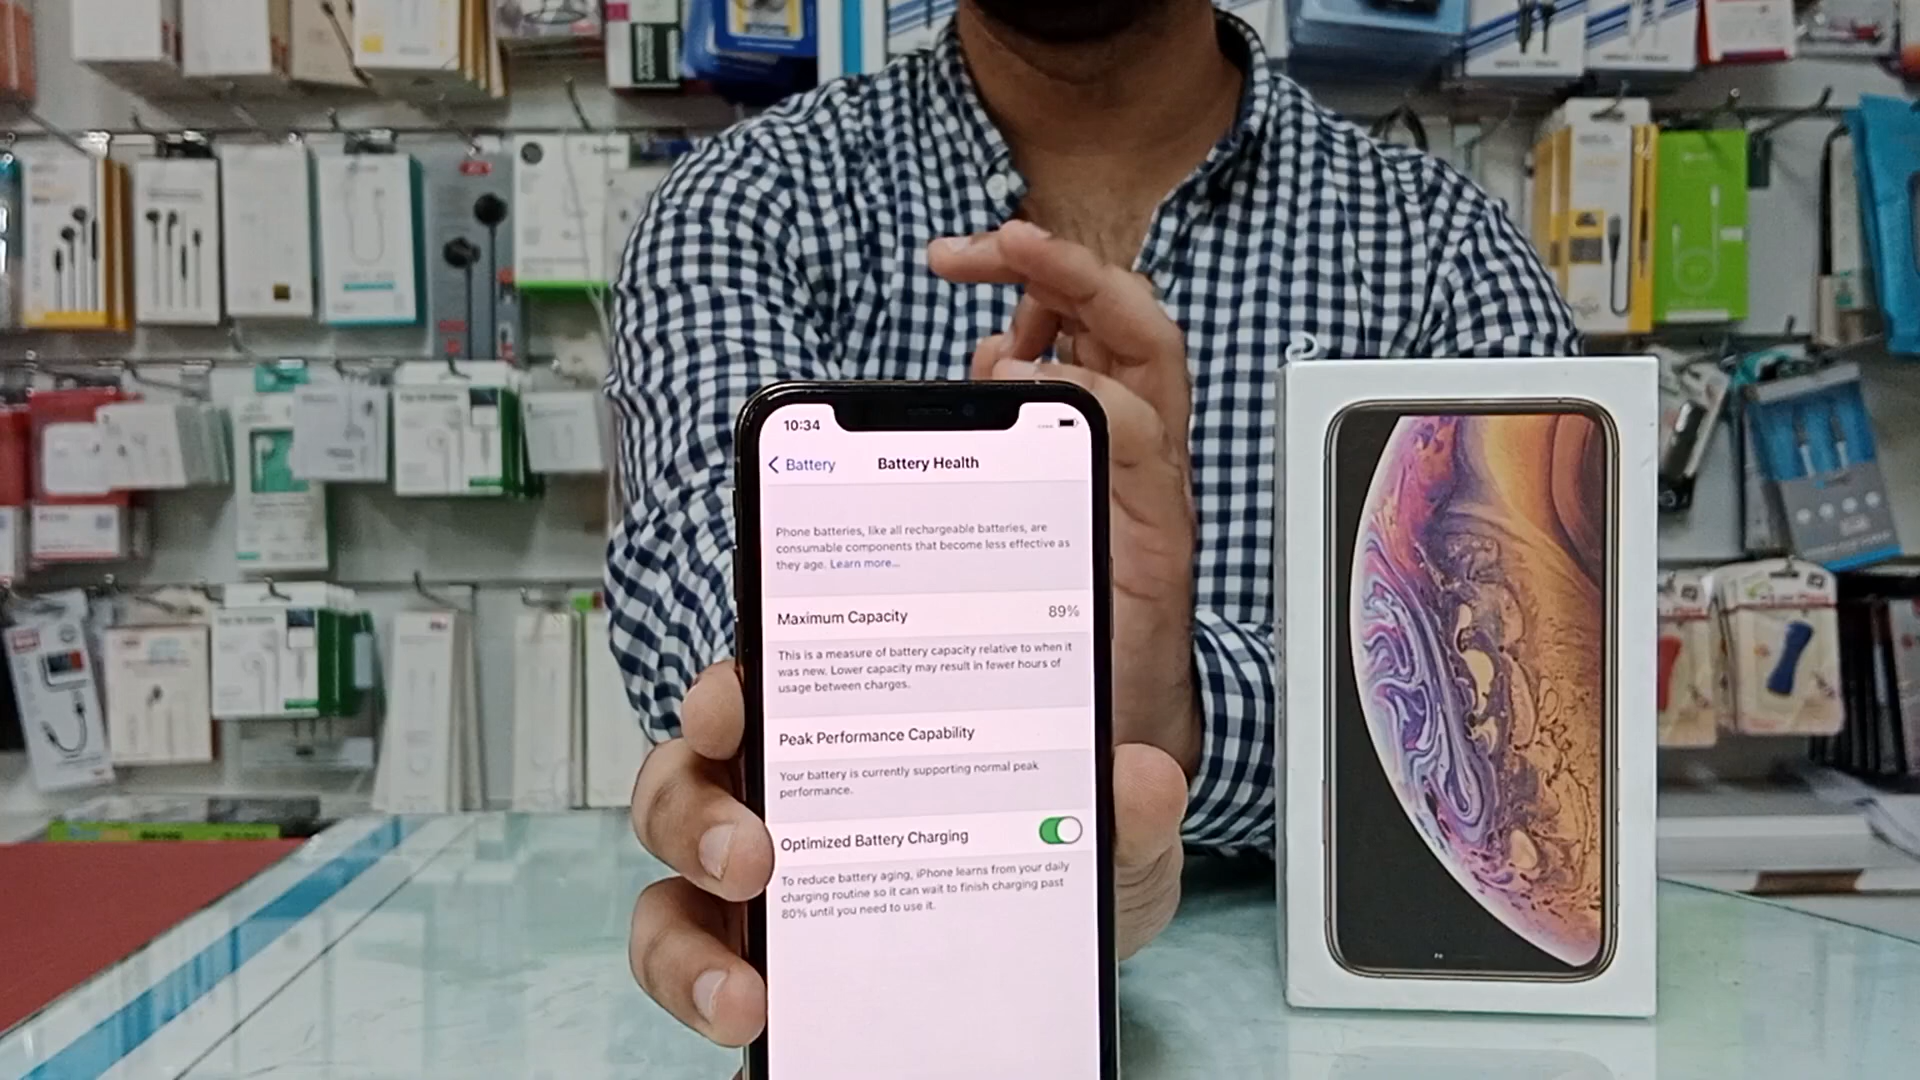 10:34
Battery
Battery Health
Phone batteries, like all rechargeable batteries, are
consumable components that become less effective as
they age. Learn more...
Maximum Capacity
89%
This is a measure of battery capacity relative to when it
was new. Lower capacity may result in fewer hours of
usage between charges.
Peak Performance Capability
Your battery is currently supporting normal peak
performance.
Optimized Battery Charging
To reduce battery aging, iPhone learns from your daily
charging routine so it can wait to finish charging past
80% until you need to use it.